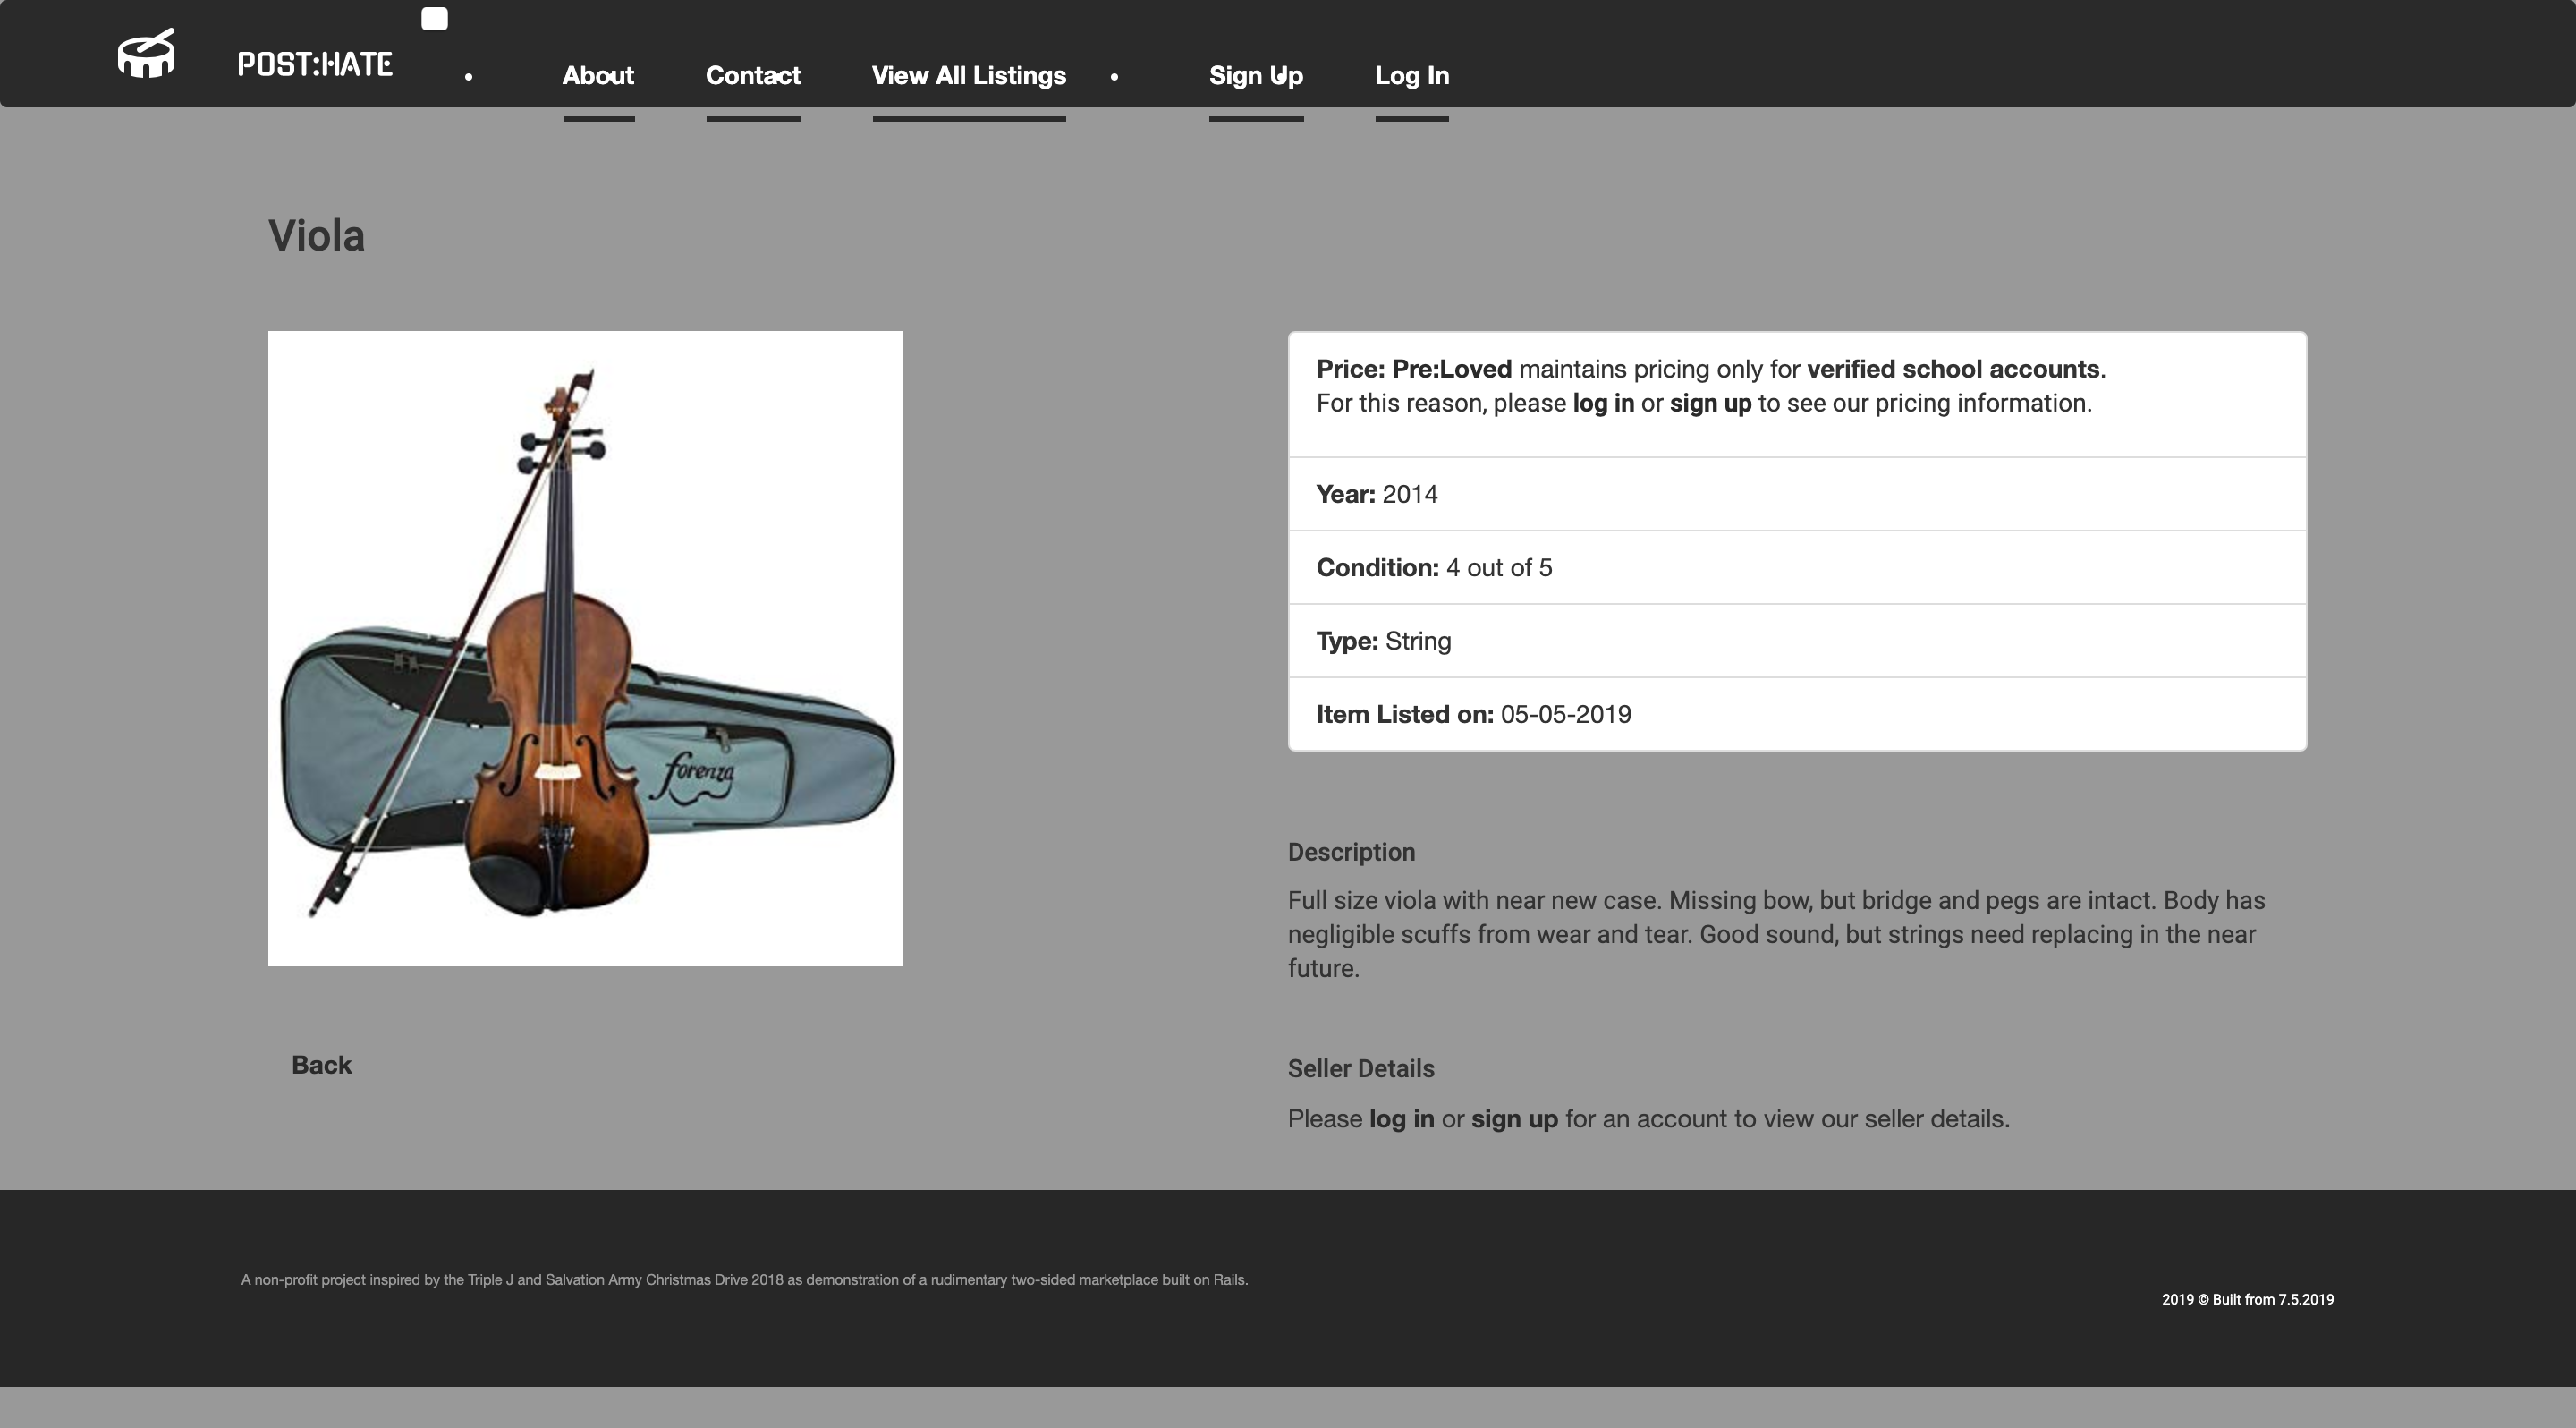 POST:HATE
About Contact View All Listings Sign Up Log In
Viola
Price: Pre:Loved maintains pricing only for verified school accounts.
For this reason, please log in or sign up to see our pricing information.
Year: 2014
Condition: 4 out of 5
Type: String
Item Listed on: 05-05-2019
forenza
Description
Full size viola with near new case. Missing bow, but bridge and pegs are intact. Body has
negligible scuffs from wear and tear. Good sound, but strings need replacing in the near
future.
Back
Seller Details
Please log in or sign up for an account to view our seller details.
A non-profit project inspired by the Triple J and Salvation Army Christmas Drive 2018 as demonstration of a rudimentary two-sided marketplace built on Rails.
2019 © Built from 7.5.2019